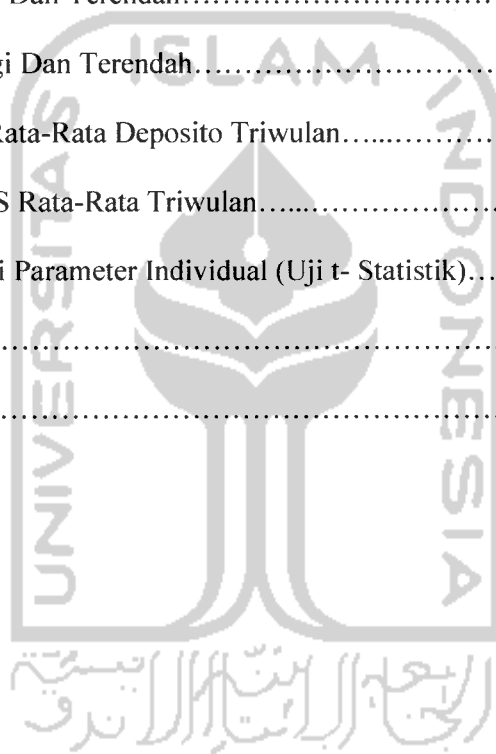 Dan Terendah……………………………
gi Dan Terendah……………………………
Rata-Rata Deposito Triwulan…...…………
S Rata-Rata Triwulan…...…………………
i Parameter Individual (Uji t- Statistik)…
……………………………………………………
……………………………………………………
UNIVERSITAS
ISLAM
INDONESIA